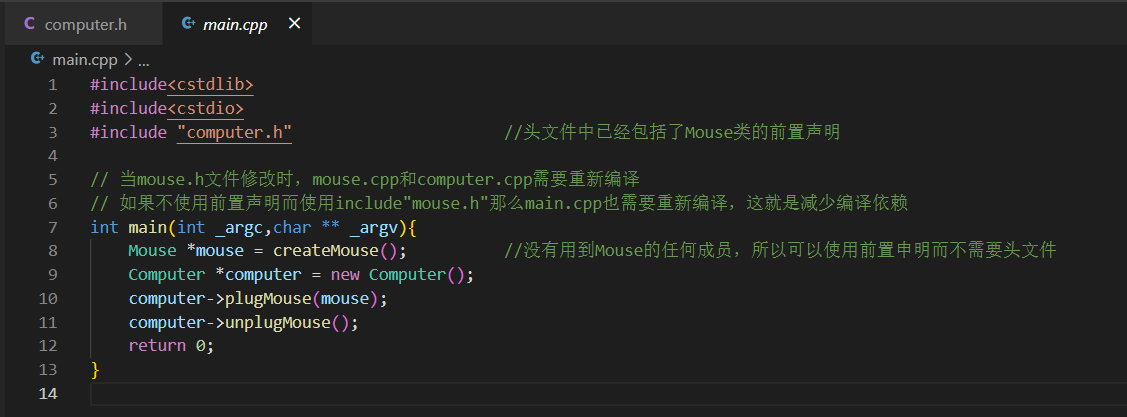 C computer.h main.cpp ×
main.cpp > ...
1 #include<cstdlib>
2 #include<cstdio>
3 #include "computer.h" //头文件中已经包括了Mouse类的前置声明
4
5 // 当mouse.h文件修改时，mouse.cpp和computer.cpp需要重新编译
6 // 如果不使用前置声明而使用include"mouse.h"那么main.cpp也需要重新编译，这就是减少编译依赖
7 int main(int _argc,char ** _argv){
8 Mouse *mouse = createMouse(); //没有用到Mouse的任何成员，所以可以使用前置申明而不需要头文件
9 Computer *computer = new Computer();
10 computer->plugMouse(mouse);
11 computer->unplugMouse();
12 return 0;
13 }
14